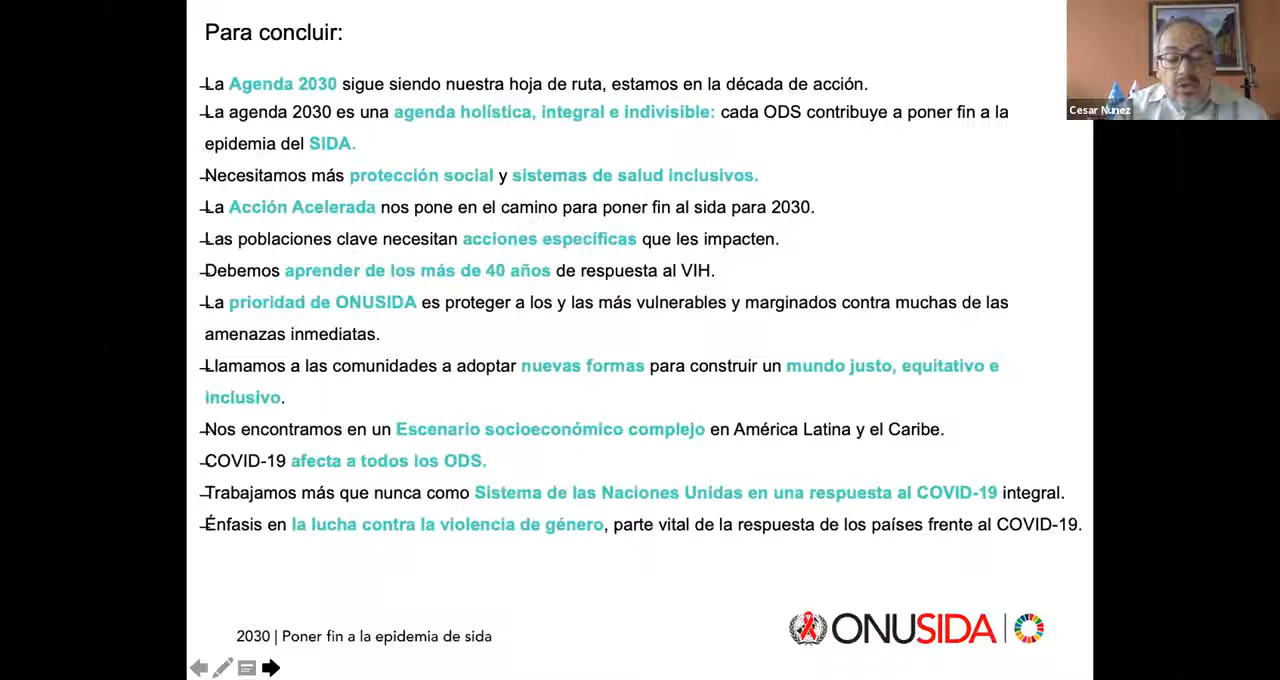 Para concluir:
La Agenda 2030 sigue siendo nuestra hoja de ruta, estamos en la década de acción.
La agenda 2030 es una agenda holística, integral e indivisible: cada ODS contribuye a poner fin a la
epidemia del SIDA.
Necesitamos más protección social y sistemas de salud inclusivos.
La Acción Acelerada nos pone en el camino para poner fin al sida para 2030.
Las poblaciones clave necesitan acciones específicas que les impacten.
Debemos aprender de los más de 40 años de respuesta al VIH.
La prioridad de ONUSIDA es proteger a los y las más vulnerables y marginados contra muchas de las
amenazas inmediatas.
Llamamos a las comunidades a adoptar nuevas formas para construir un mundo justo, equitativo e
inclusivo.
Nos encontramos en un Escenario socioeconómico complejo en América Latina y el Caribe.
COVID-19 afecta a todos los ODS.
Trabajamos más que nunca como Sistema de las Naciones Unidas en una respuesta al COVID-19 integral.
Énfasis en la lucha contra la violencia de género, parte vital de la respuesta de los países frente al COVID-19.
2030 | Poner fin a la epidemia de sida
ONUSIDA
Cesar Nunez